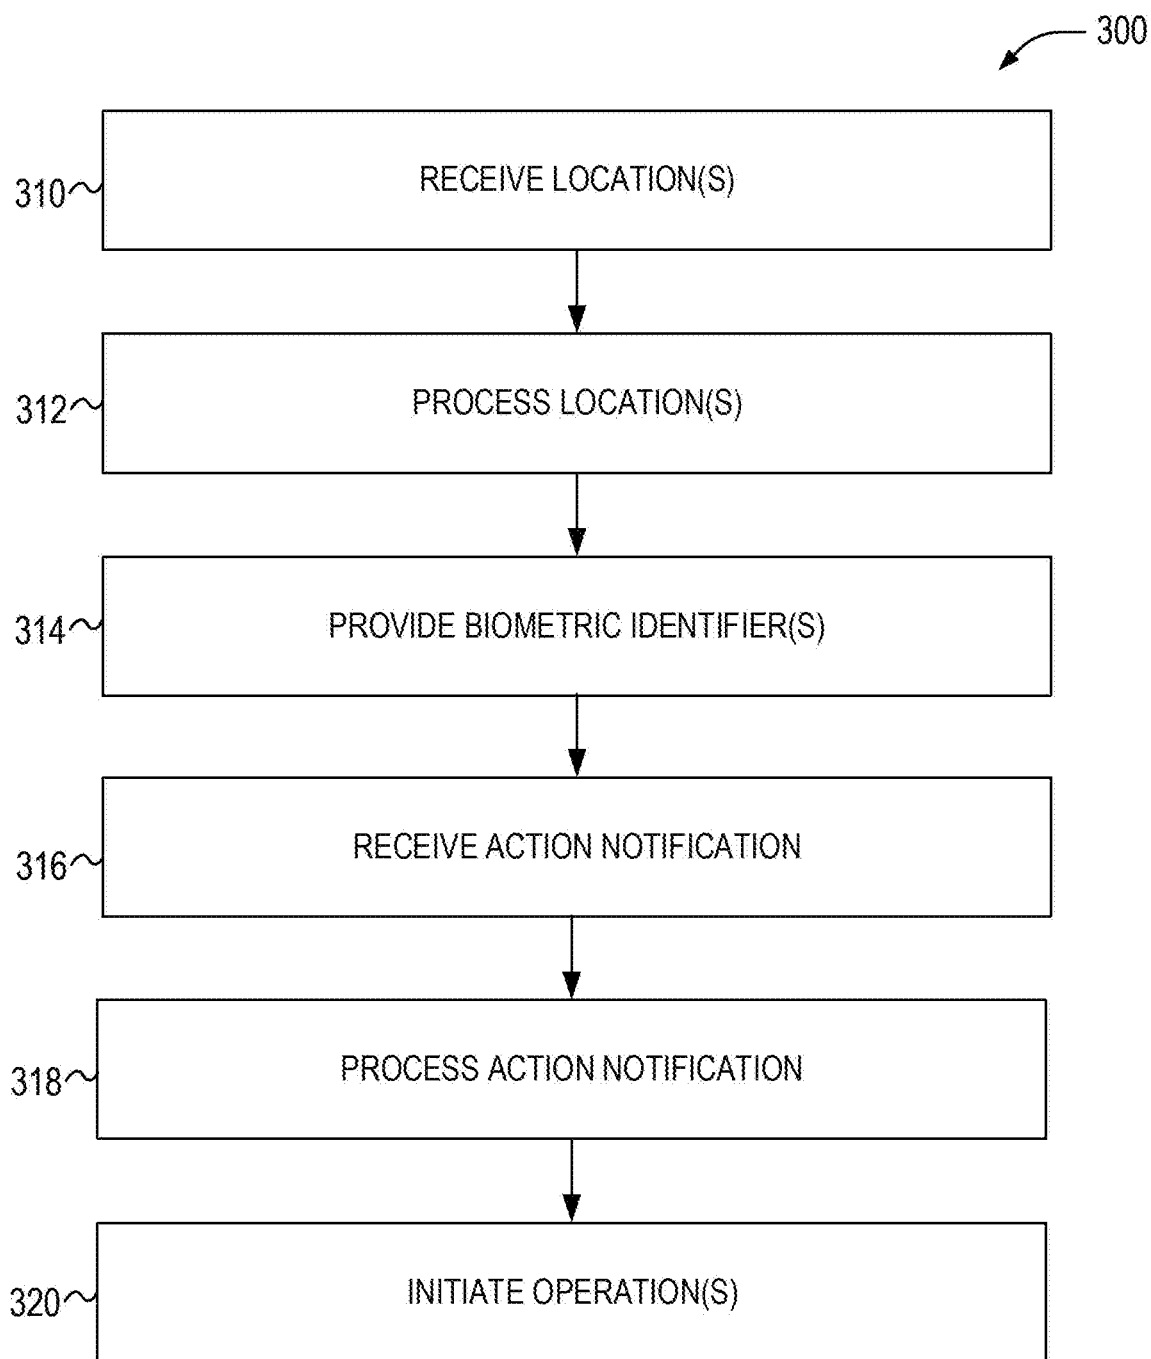 300
310 RECEIVE LOCATION(S)
312 PROCESS LOCATION(S)
314 PROVIDE BIOMETRIC IDENTIFIER(S)
316 RECEIVE ACTION NOTIFICATION
318 PROCESS ACTION NOTIFICATION
320 INITIATE OPERATION(S)